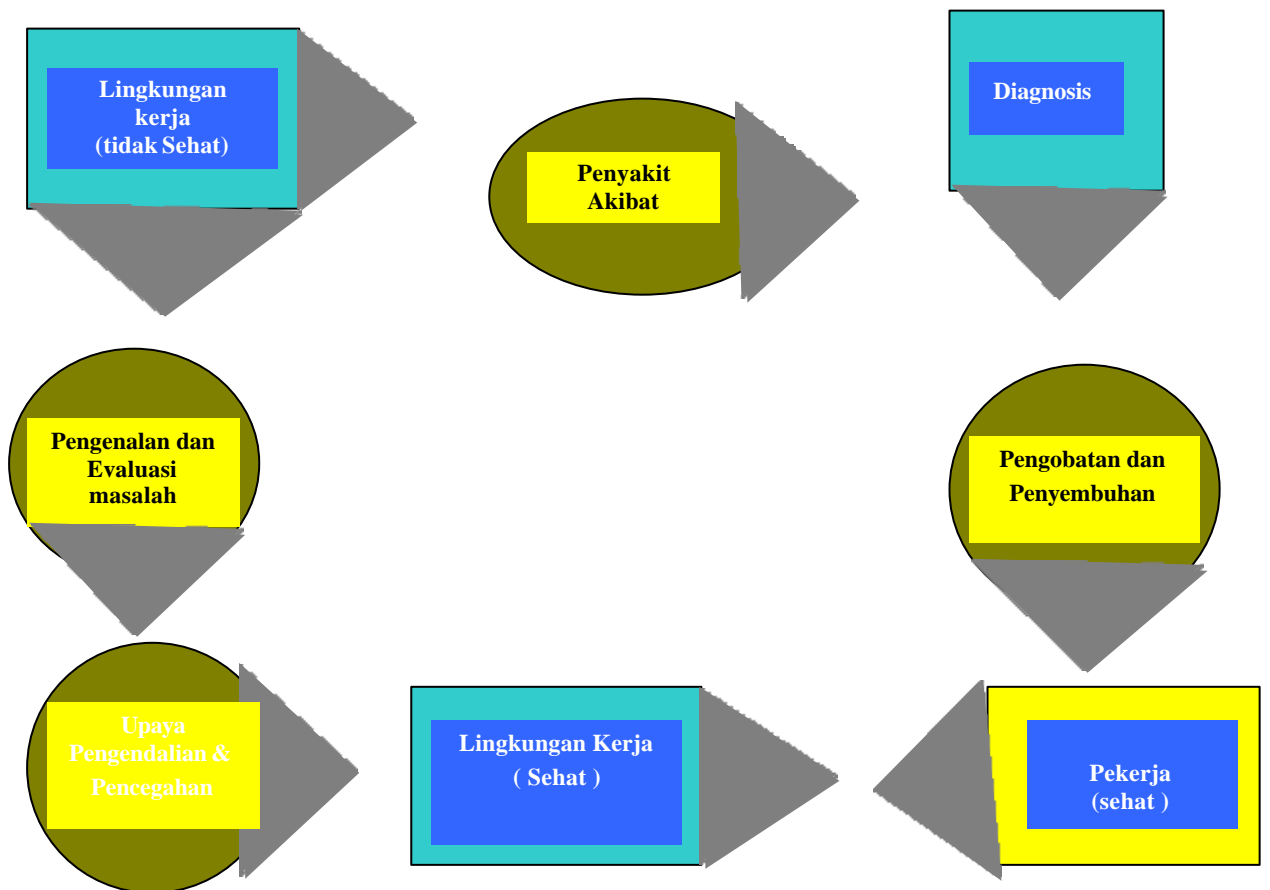 Lingkungan
kerja
(tidak Sehat)
Penyakit
Akibat
Diagnosis
Pengenalan dan
Evaluasi
masalah
Pengobatan dan
Penyembuhan
Upaya
Pengendalian &
Pencegahan
Lingkungan Kerja
( Sehat )
Pekerja
(sehat )